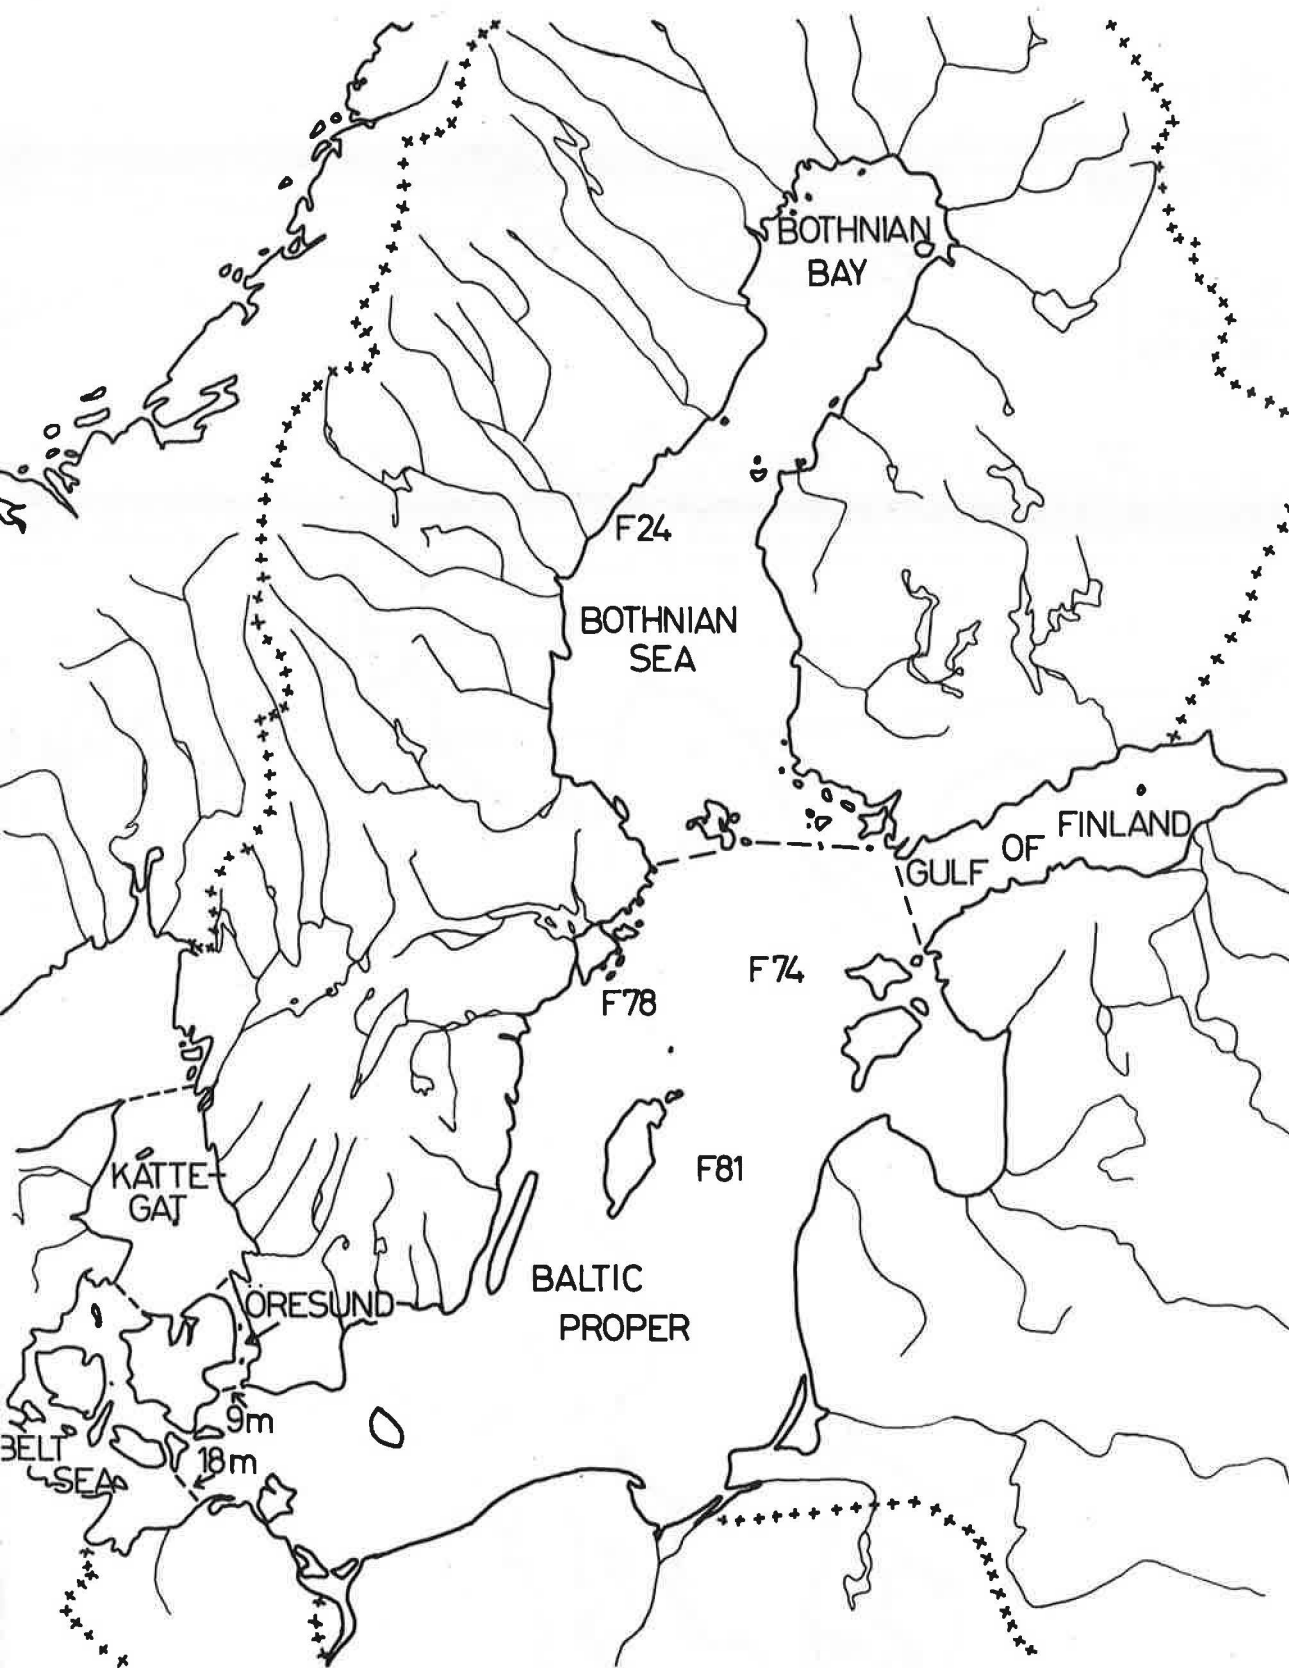 BOTHNIAN
BAY
F24
BOTHNIAN
SEA
FINLAND
OF
GULF
F74
F78
KATTE-
GAT
F81
BALTIC
PROPER
ÖRESUND
9m
BELT
SEA
18m